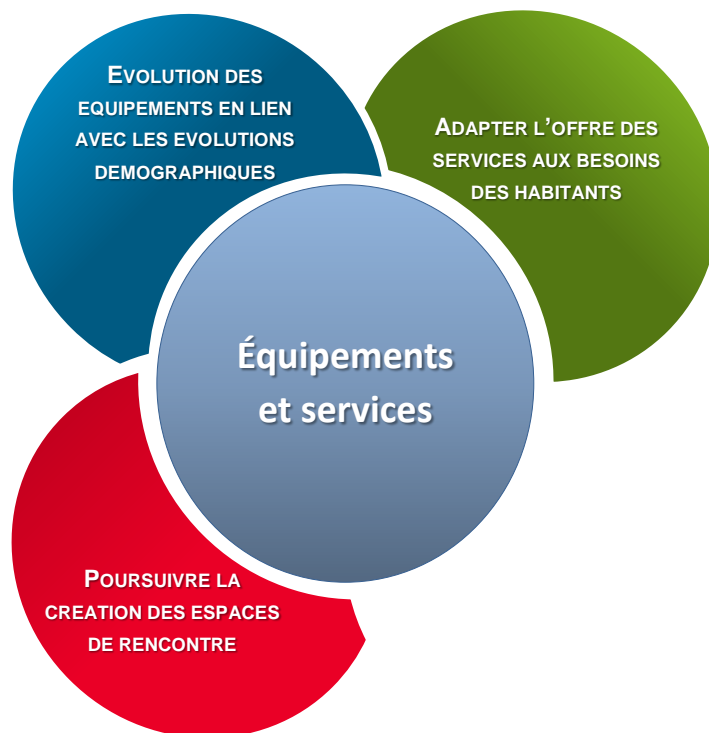 EVOLUTION DES
EQUIPEMENTS EN LIEN
AVEC LES EVOLUTIONS
DEMOGRAPHIQUES
ADAPTER L'OFFRE DES
SERVICES AUX BESOINS
DES HABITANTS
Équipements
et services
POURSUIVRE LA
CREATION DES ESPACES
DE RENCONTRE